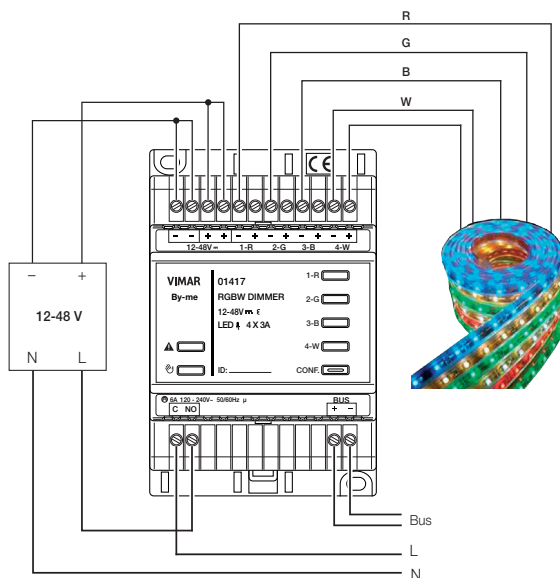 R
G
B
W
CE
- - + + - + - + - + - +
12-48V⎓ 1-R 2-G 3-B 4-W
VIMAR
By-me
01417
RGBW DIMMER
12-48V
LED 4 X 3A
ID:
1-R
2-G
3-B
4-W
CONF.
6A 120 - 240V~ 50/60Hz µ
C NO
BUS
+ -
- +
12-48 V
N L
Bus
L
N